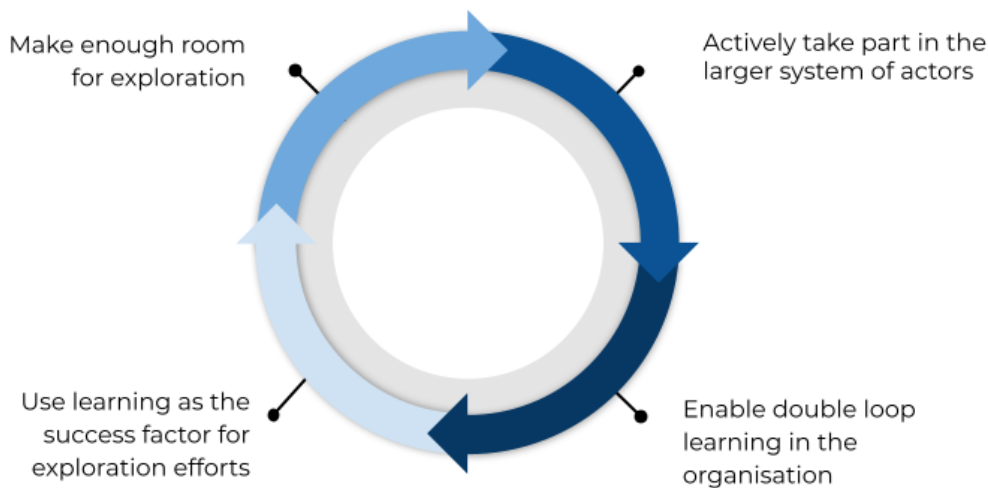 Make enough room
for exploration
Actively take part in the
larger system of actors
Use learning as the
success factor for
exploration efforts
Enable double loop
learning in the
organisation